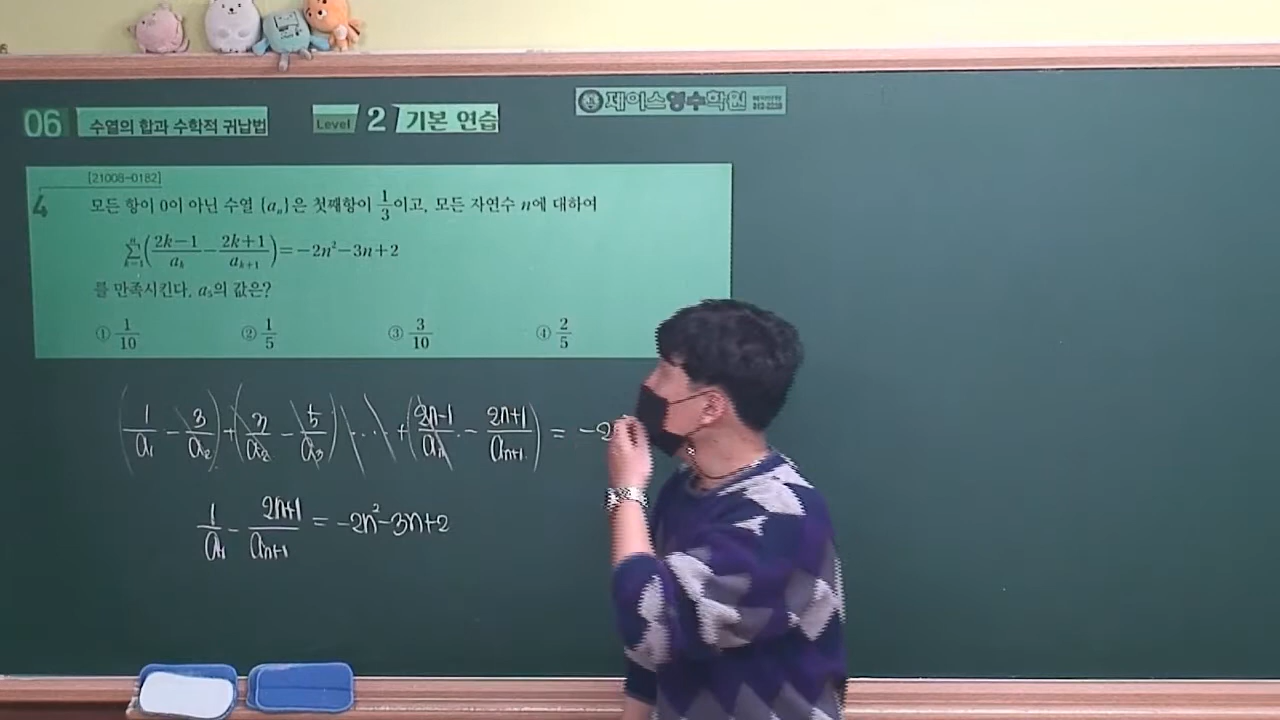 06 수열의 합과 수학적 귀납법 Level 2 기본 연습 제이스영수학원
[21008-0182]
4 모든 항이 0이 아닌 수열 {aₙ}은 첫째항이 1/3이고, 모든 자연수 n에 대하여
∑ₖ₌₁ⁿ((2k−1)/aₖ − (2k+1)/aₖ₊₁)=−2n²−3n+2
를 만족시킨다. a₅의 값은?
① 1/10 ② 1/5 ③ 3/10 ④ 2/5
(1/a₁ − 3/a₂)+(3/a₂ − 5/a₃) ... +((2n-1)/aₙ − (2n+1)/aₙ₊₁) = −2
1/a₁ − (2n+1)/aₙ₊₁ = −2n²−3n+2